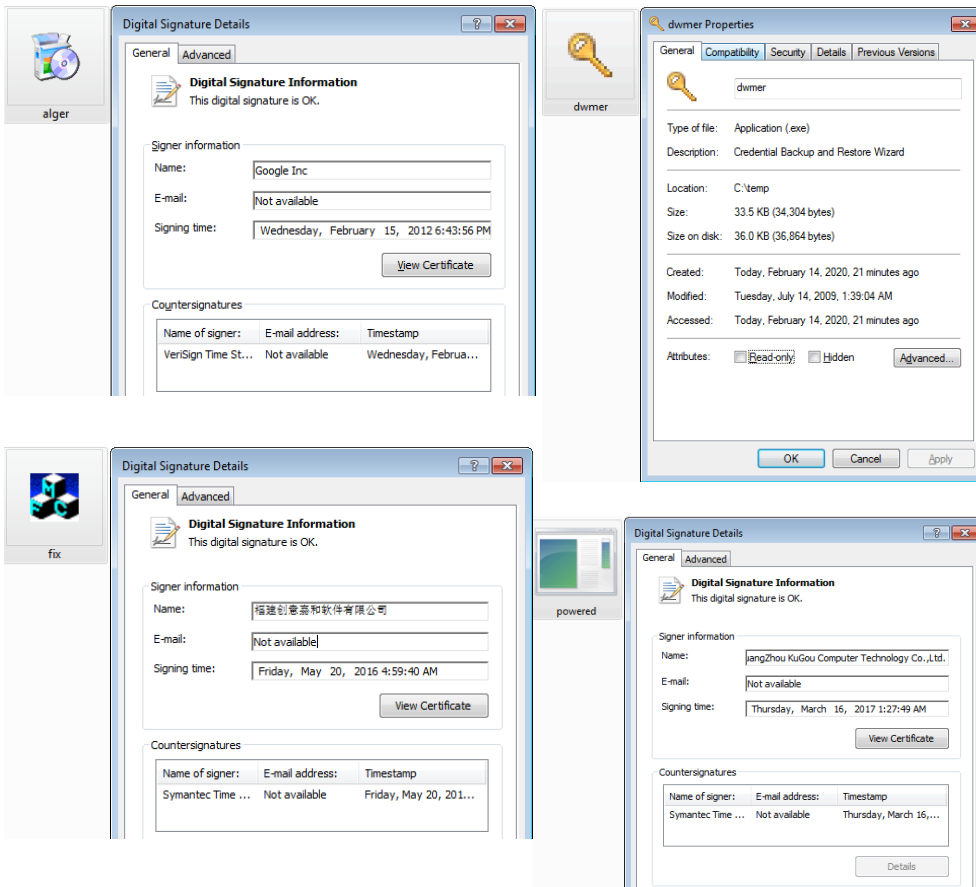 alger
Digital Signature Details
General Advanced
Digital Signature Information
This digital signature is OK.
Signer information
Name: Google Inc
E-mail: Not available
Signing time: Wednesday, February 15, 2012 6:43:56 PM
View Certificate
Countersignatures
Name of signer: E-mail address: Timestamp
VeriSign Time St... Not available Wednesday, Februa...
dwmer
dwmer Properties
General Compatibility Security Details Previous Versions
dwmer
Type of file: Application (.exe)
Description: Credential Backup and Restore Wizard
Location: C:\temp
Size: 33.5 KB (34,304 bytes)
Size on disk: 36.0 KB (36,864 bytes)
Created: Today, February 14, 2020, 21 minutes ago
Modified: Tuesday, July 14, 2009, 1:39:04 AM
Accessed: Today, February 14, 2020, 21 minutes ago
Attributes: Read-only Hidden Advanced...
OK Cancel Apply
MFC
fix
Digital Signature Details
General Advanced
Digital Signature Information
This digital signature is OK.
Signer information
Name: 福建创意嘉和软件有限公司
E-mail: Not available
Signing time: Friday, May 20, 2016 4:59:40 AM
View Certificate
Countersignatures
Name of signer: E-mail address: Timestamp
Symantec Time ... Not available Friday, May 20, 201...
powered
Digital Signature Details
General Advanced
Digital Signature Information
This digital signature is OK.
Signer information
Name: uangZhou KuGou Computer Technology Co.,Ltd.
E-mail: Not available
Signing time: Thursday, March 16, 2017 1:27:49 AM
View Certificate
Countersignatures
Name of signer: E-mail address: Timestamp
Symantec Time ... Not available Thursday, March 16,...
Details